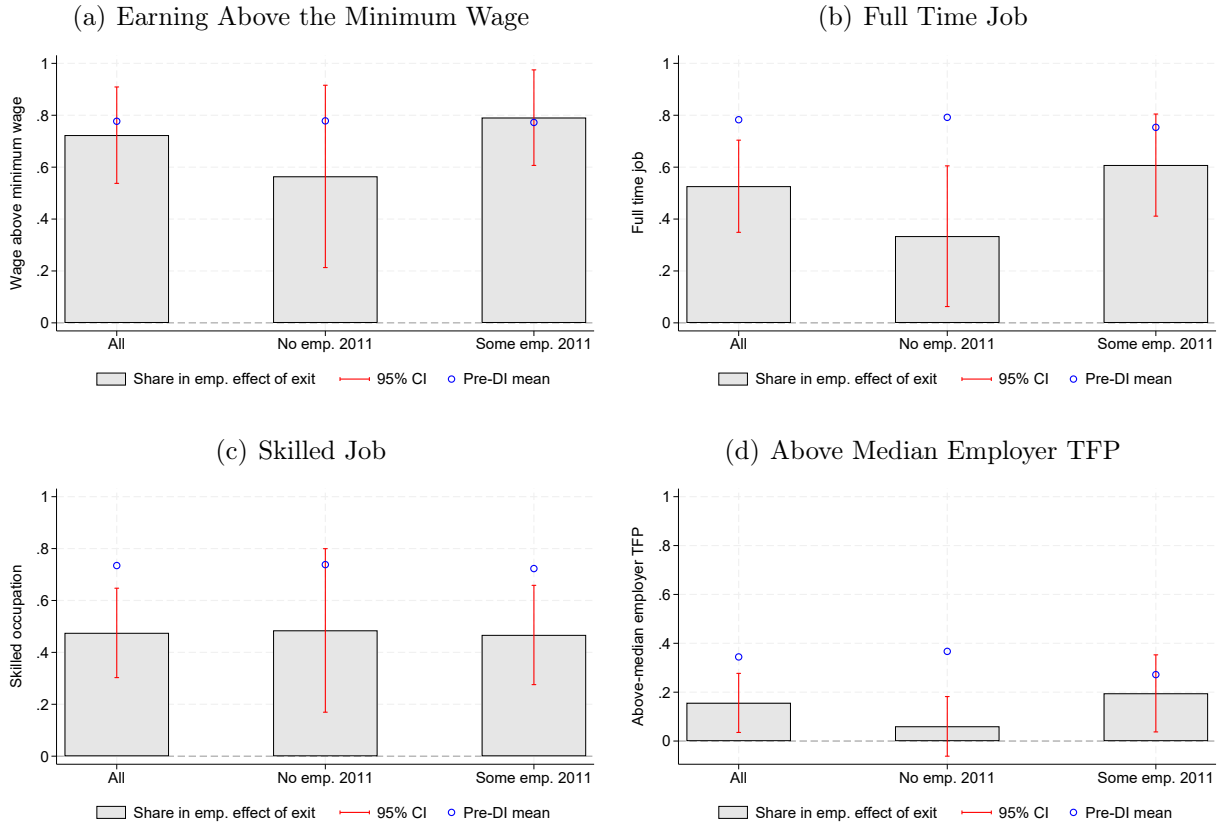 (a) Earning Above the Minimum Wage
Wage above minimum wage
1
.8
.6
.4
.2
0
All
No emp. 2011
Some emp. 2011
Share in emp. effect of exit
95% CI
Pre-DI mean
(b) Full Time Job
Full time job
1
.8
.6
.4
.2
0
All
No emp. 2011
Some emp. 2011
Share in emp. effect of exit
95% CI
Pre-DI mean
(c) Skilled Job
Skilled occupation
1
.8
.6
.4
.2
0
All
No emp. 2011
Some emp. 2011
Share in emp. effect of exit
95% CI
Pre-DI mean
(d) Above Median Employer TFP
Above-median employer TFP
1
.8
.6
.4
.2
0
All
No emp. 2011
Some emp. 2011
Share in emp. effect of exit
95% CI
Pre-DI mean